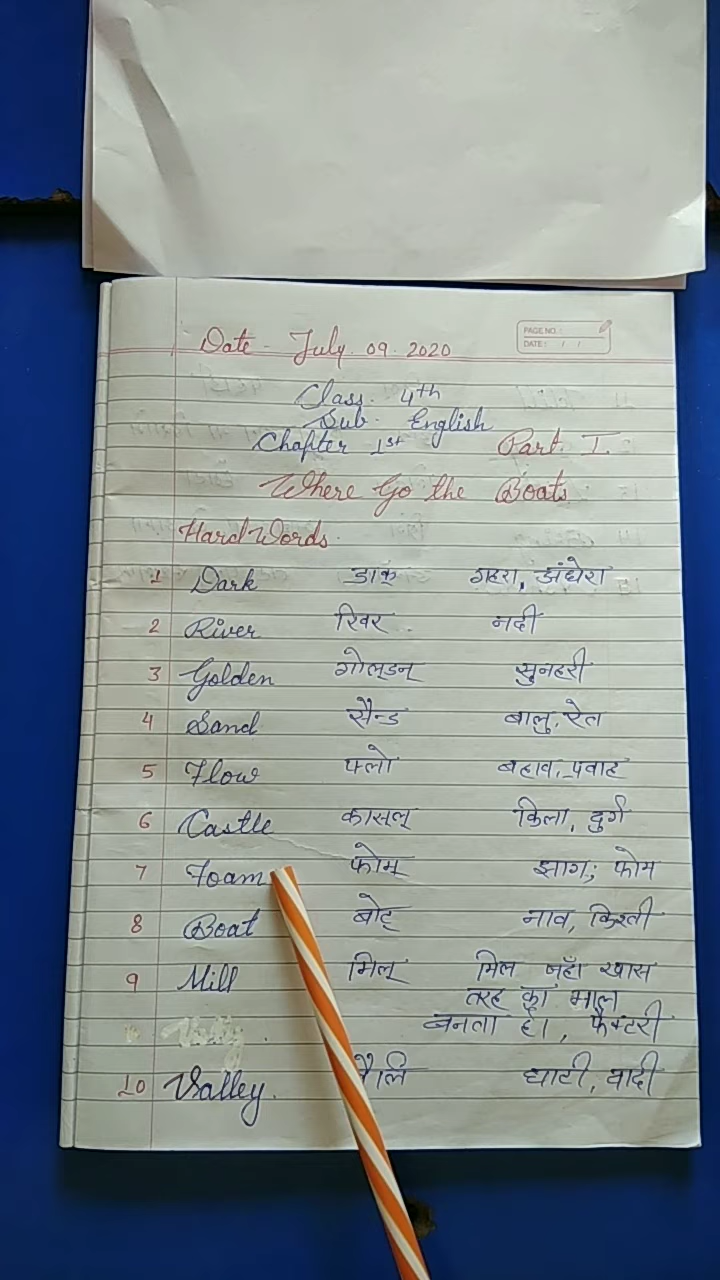 Date - July. 09. 2020
PAGE NO.:
DATE: / /
Class. 4th
Sub. English
Chapter 1st Part. I.
Where Go the Boats
Hard Words.
1 Dark डाक् गहरा, अंधेरा
2 River रिवर नदी
3 Golden गोल्डन् सुनहरी
4 Sand सैन्ड बालु, रेत
5 Flow फ्लो बहाव, प्रवाह
6 Castle कासल् किला, दुर्ग
7 Foam फोम् झाग; फोम
8 Boat बोट् नाव, किश्ती
9 Mill मिल् मिल जहाँ खास
तरह का माल
बनता है।, फैक्टरी
10 Valley. घाटी, वादी